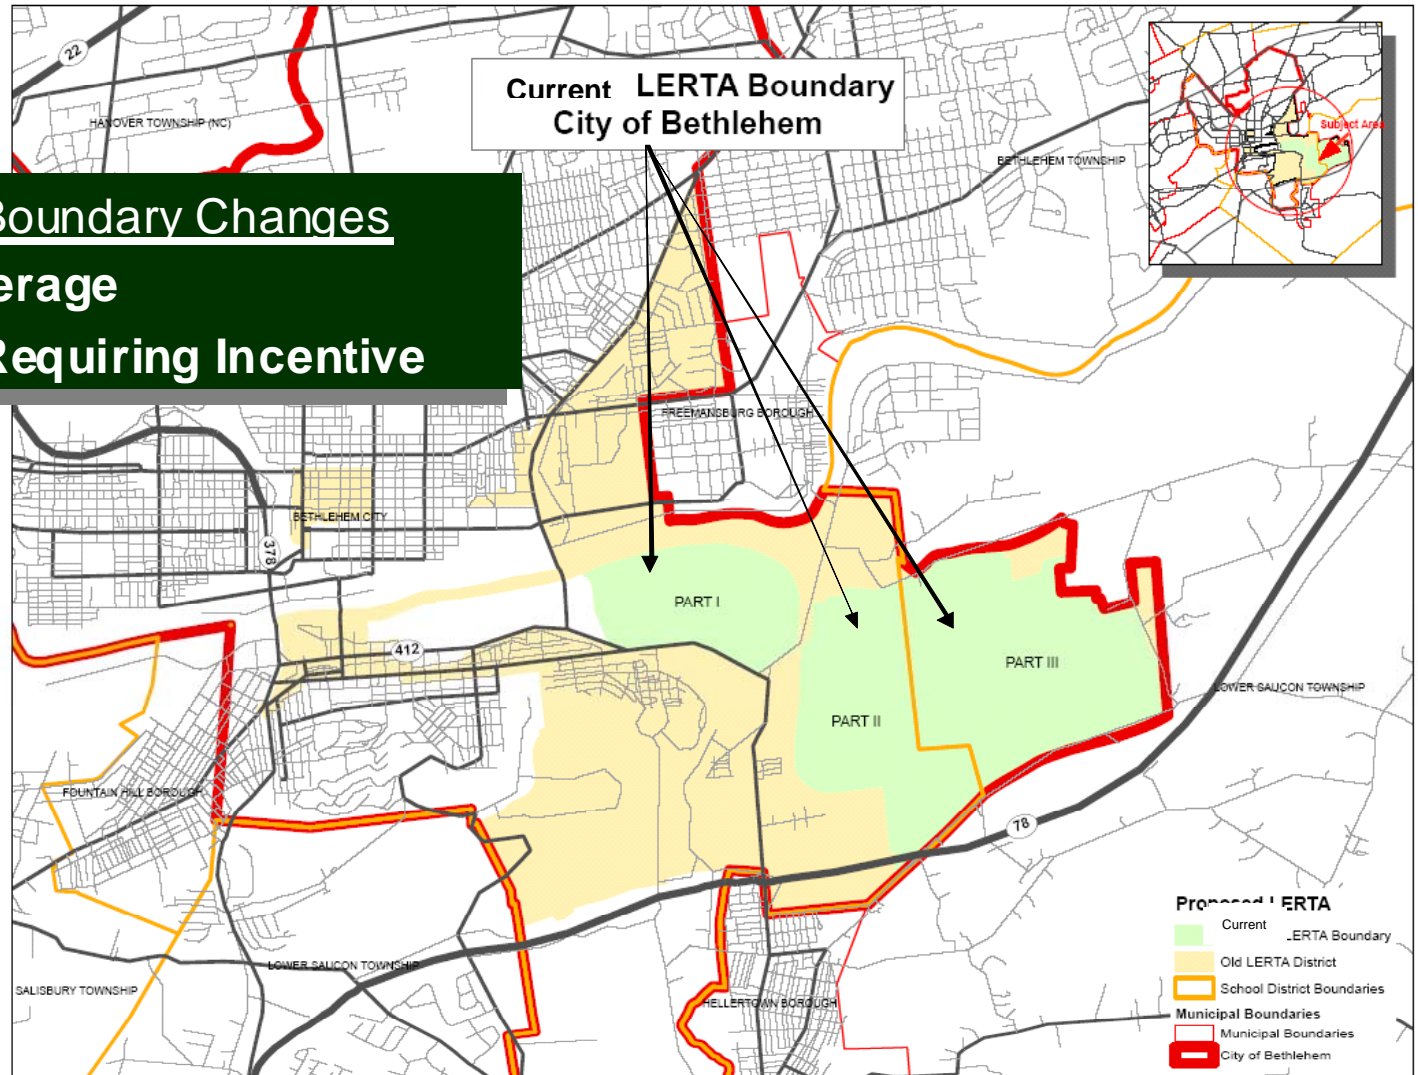 22
HANOVER TOWNSHIP (NC)
Current LERTA Boundary
City of Bethlehem
BETHLEHEM TOWNSHIP
Subject Area
Boundary Changes
erage
Requiring Incentive
FREEMANSBURG BOROUGH
BETHLEHEM CITY
378
PART I
412
PART III
LOWER SAUCON TOWNSHIP
PART II
FOUNTAIN HILL BOROUGH
78
LOWER SAUCON TOWNSHIP
SALISBURY TOWNSHIP
HELLERTOWN BOROUGH
Proposed LERTA
Current LERTA Boundary
Old LERTA District
School District Boundaries
Municipal Boundaries
Municipal Boundaries
City of Bethlehem